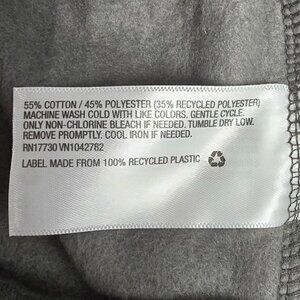 55% COTTON / 45% POLYESTER (35% RECYCLED POLYESTER)
MACHINE WASH COLD WITH LIKE COLORS. GENTLE CYCLE.
ONLY NON-CHLORINE BLEACH IF NEEDED. TUMBLE DRY LOW.
REMOVE PROMPTLY. COOL IRON IF NEEDED.
RN17730 VN1042782
LABEL MADE FROM 100% RECYCLED PLASTIC